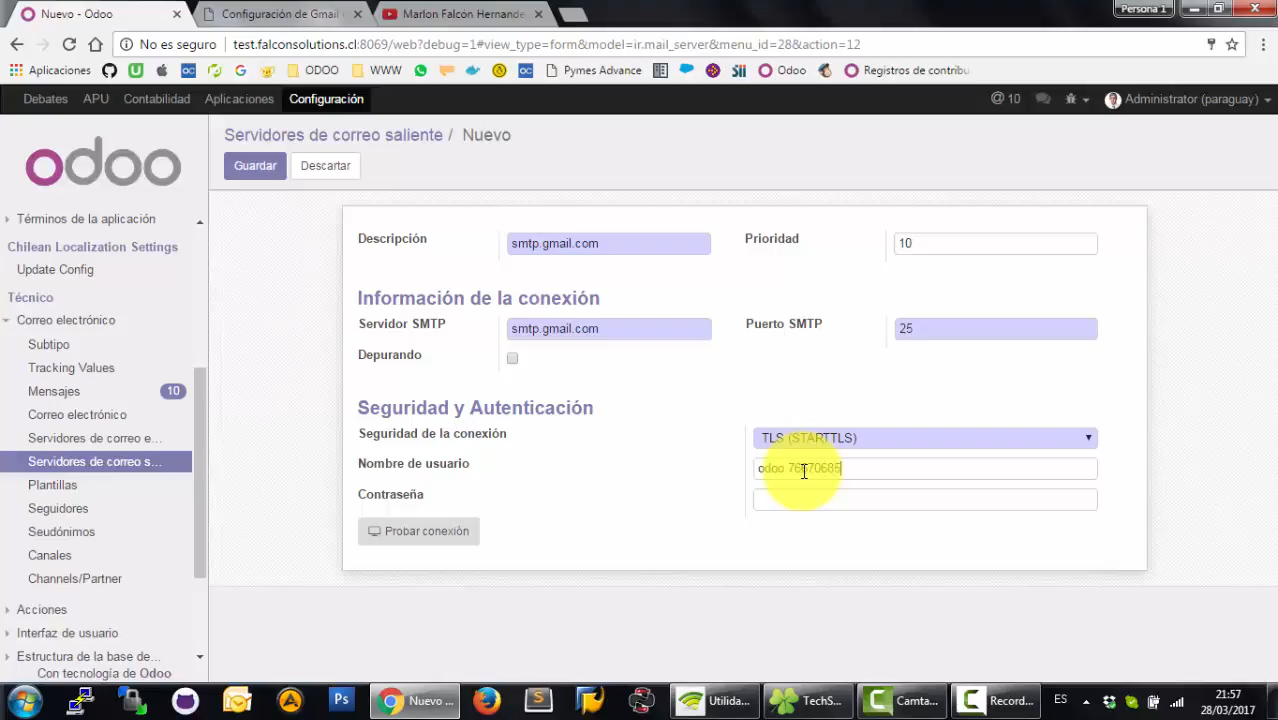 Nuevo - Odoo
Configuración de Gmail
Marlon Falcón Hernande
Persona 1
No es seguro
test.falconsolutions.cl:8069/web?debug=1#view_type=form&model=ir.mail_server&menu_id=28&action=12
Aplicaciones
ODOO
WWW
Pymes Advance
Odoo
Registros de contribu
Debates
APU
Contabilidad
Aplicaciones
Configuración
@ 10
Administrator (paraguay)
odoo
Servidores de correo saliente / Nuevo
Guardar
Descartar
Términos de la aplicación
Chilean Localization Settings
Update Config
Técnico
Correo electrónico
Subtipo
Tracking Values
Mensajes
10
Correo electrónico
Servidores de correo e...
Servidores de correo s...
Plantillas
Seguidores
Seudónimos
Canales
Channels/Partner
Acciones
Interfaz de usuario
Estructura de la base de...
Con tecnología de Odoo
Descripción
smtp.gmail.com
Prioridad
10
Información de la conexión
Servidor SMTP
smtp.gmail.com
Puerto SMTP
25
Depurando
Seguridad y Autenticación
Seguridad de la conexión
TLS (STARTTLS)
Nombre de usuario
odoo
Contraseña
Probar conexión
Ps
Nuevo ...
Utilida...
TechS...
Camta...
Record...
ES
21:57
28/03/2017